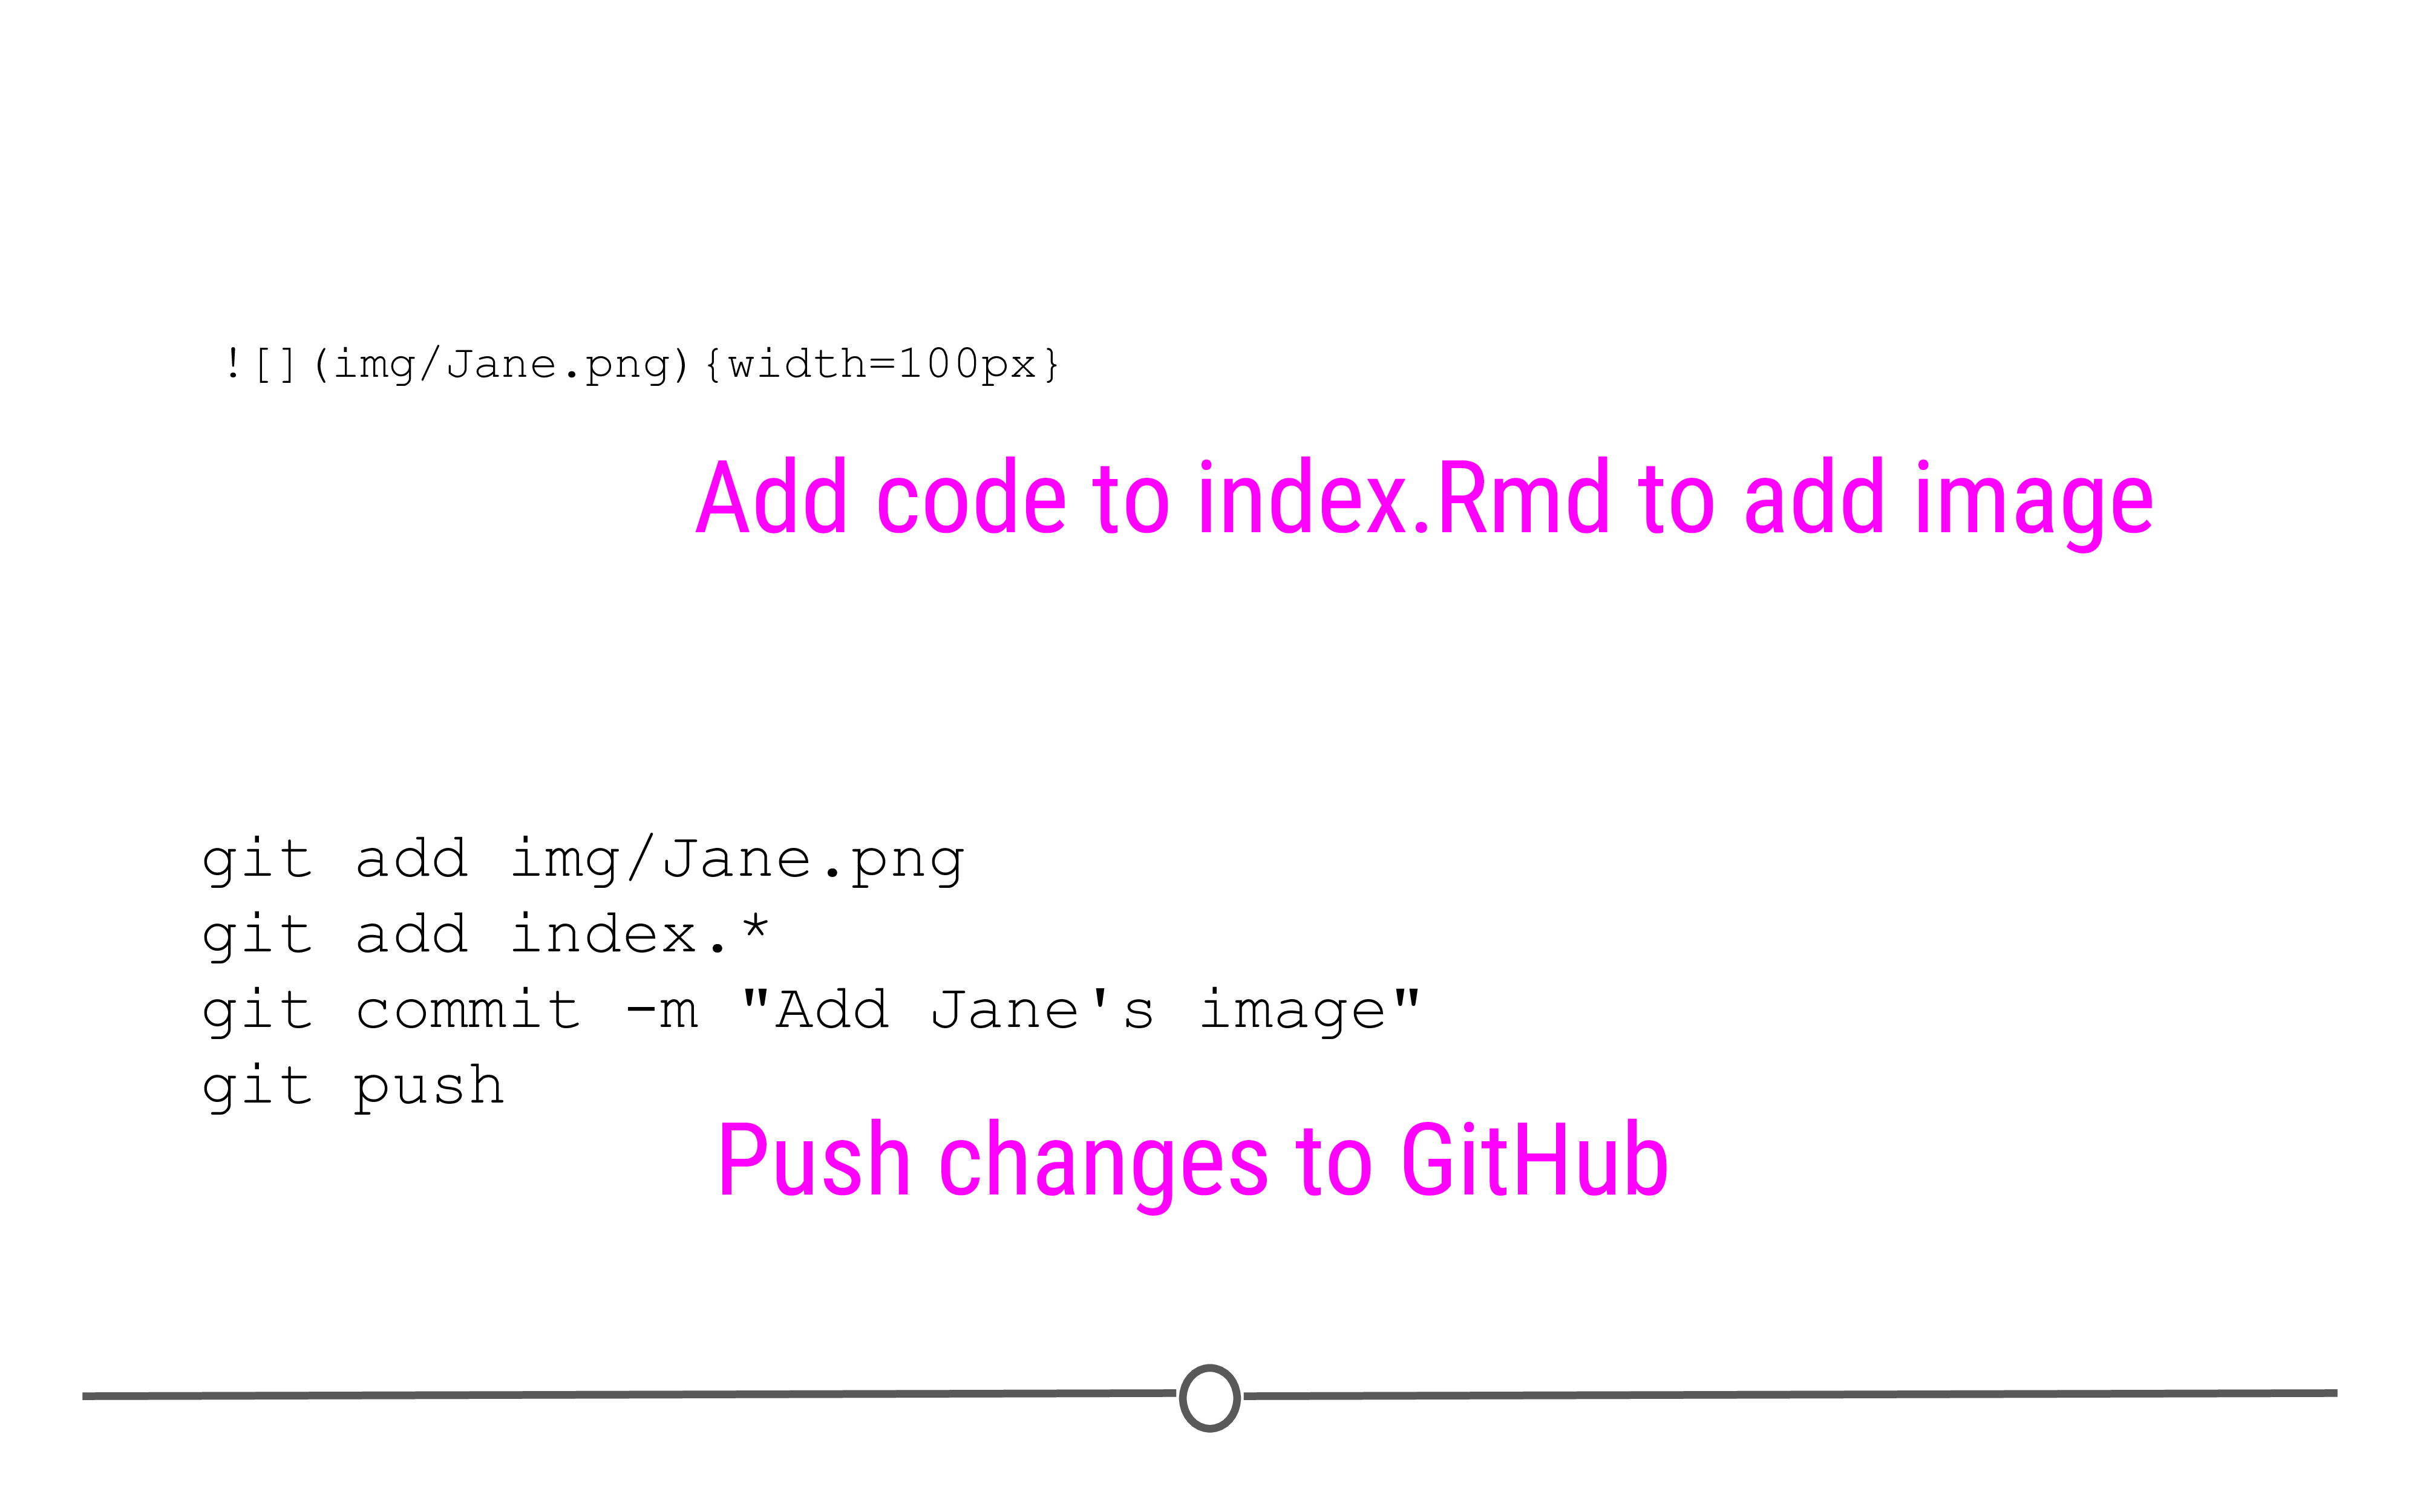 ![](img/Jane.png){width=100px}
Add code to index.Rmd to add image
git add img/Jane.png
git add index.*
git commit -m "Add Jane's image"
git push
Push changes to GitHub